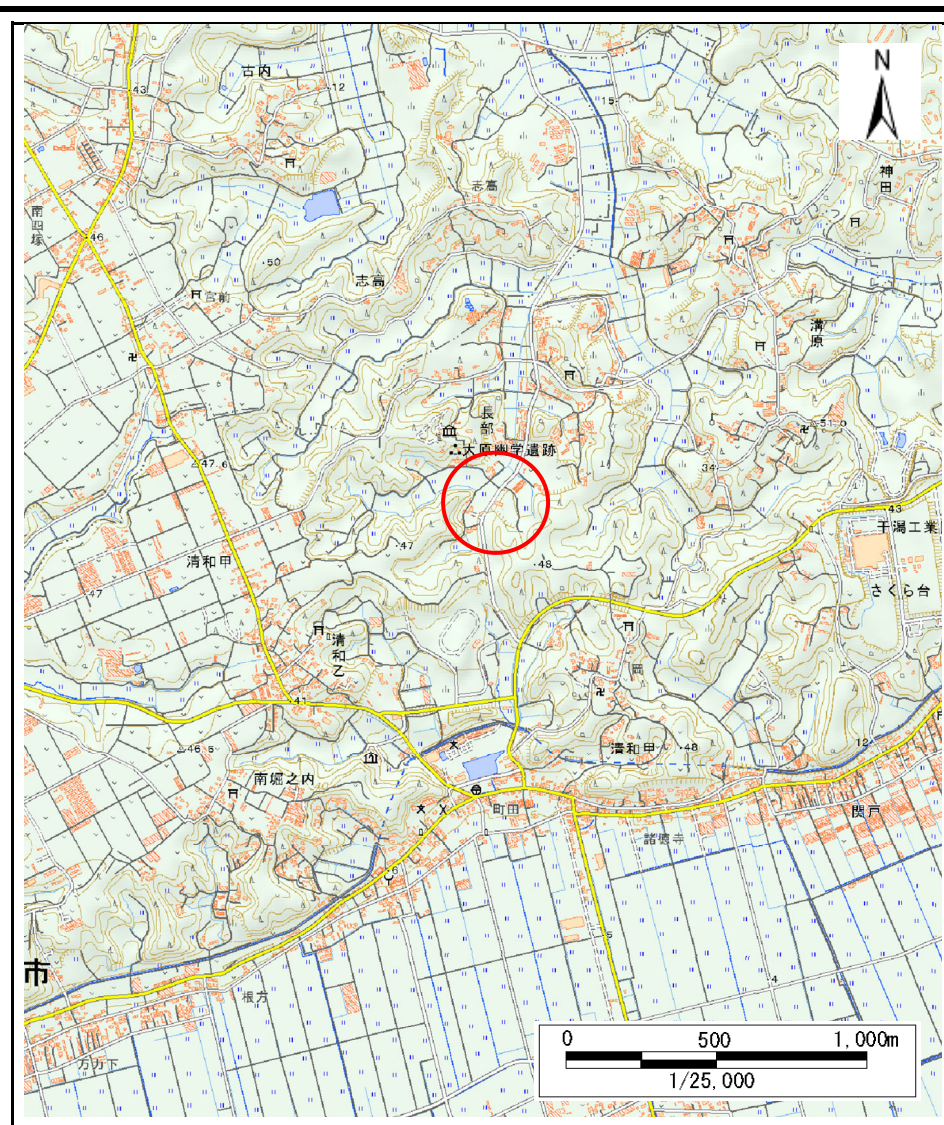 N
古内
43
12
15
神田
南四塚
志高
46
50
志高
宮前
溝原
長部
大原幽学遺跡
51.0
47.6
34
43
干潟工業
47
清和甲
48
さくら台
47
清和乙
岡
41
46.5
清和甲
48
12
南堀之内
町田
関戸
諸徳寺
6
5
市
根方
4
万力下
0 500 1,000m
1/25,000